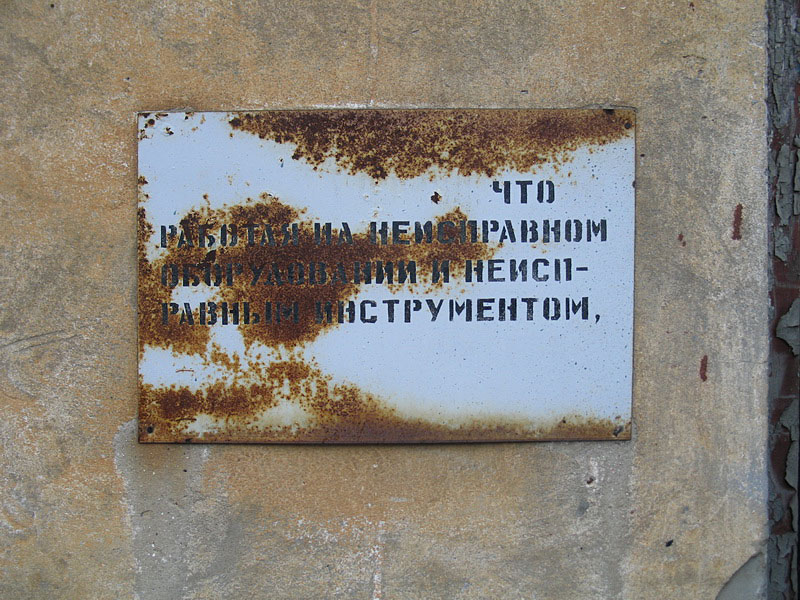 ЧТО
РАБОТАЯ НА НЕИСПРАВНОМ
ОБОРУДОВАНИИ И НЕИСП-
РАВНЫМ ИНСТРУМЕНТОМ,